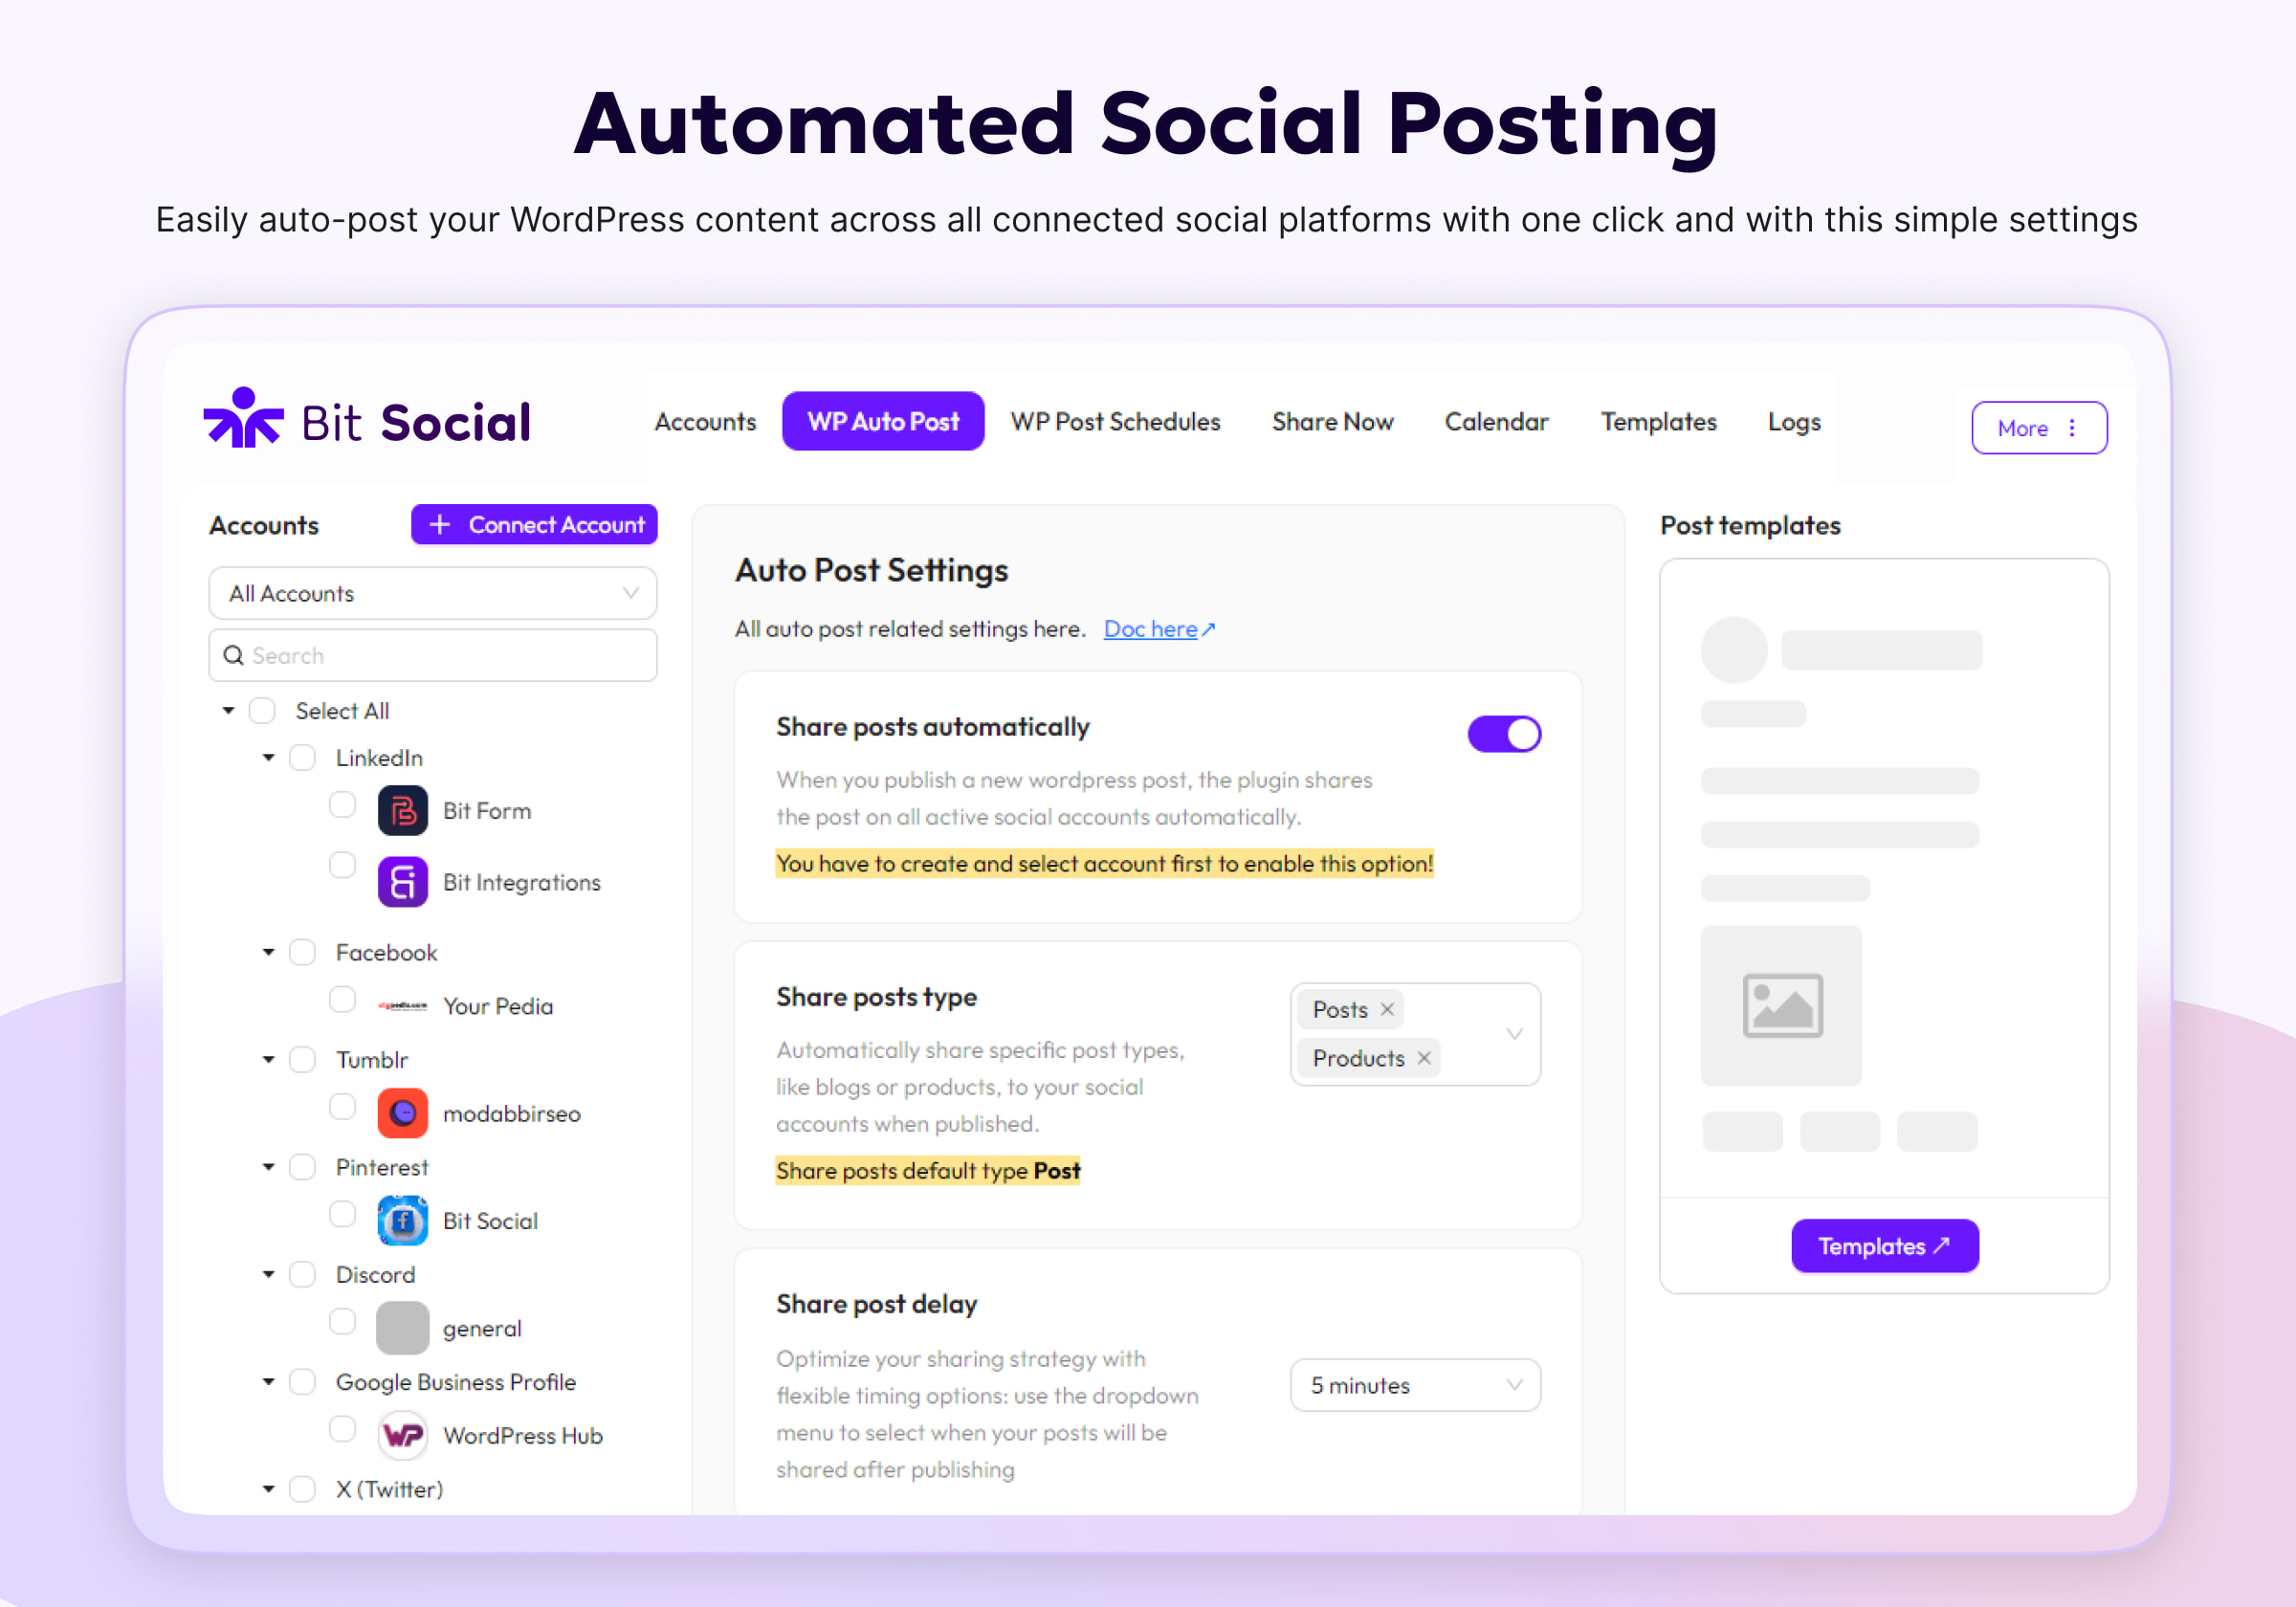 Automated Social Posting
Easily auto-post your WordPress content across all connected social platforms with one click and with this simple settings
Bit Social
Accounts
WP Auto Post
WP Post Schedules
Share Now
Calendar
Templates
Logs
More
Accounts
+ Connect Account
All Accounts
Search
Select All
LinkedIn
Bit Form
Bit Integrations
Facebook
Your Pedia
Tumblr
modabbirseo
Pinterest
Bit Social
Discord
general
Google Business Profile
WP
WordPress Hub
X (Twitter)
Auto Post Settings
All auto post related settings here. Doc here↗
Share posts automatically
When you publish a new wordpress post, the plugin shares
the post on all active social accounts automatically.
You have to create and select account first to enable this option!
Share posts type
Automatically share specific post types,
like blogs or products, to your social
accounts when published.
Share posts default type Post
Posts ×
Products ×
Share post delay
Optimize your sharing strategy with
flexible timing options: use the dropdown
menu to select when your posts will be
shared after publishing
5 minutes
Post templates
Templates ↗